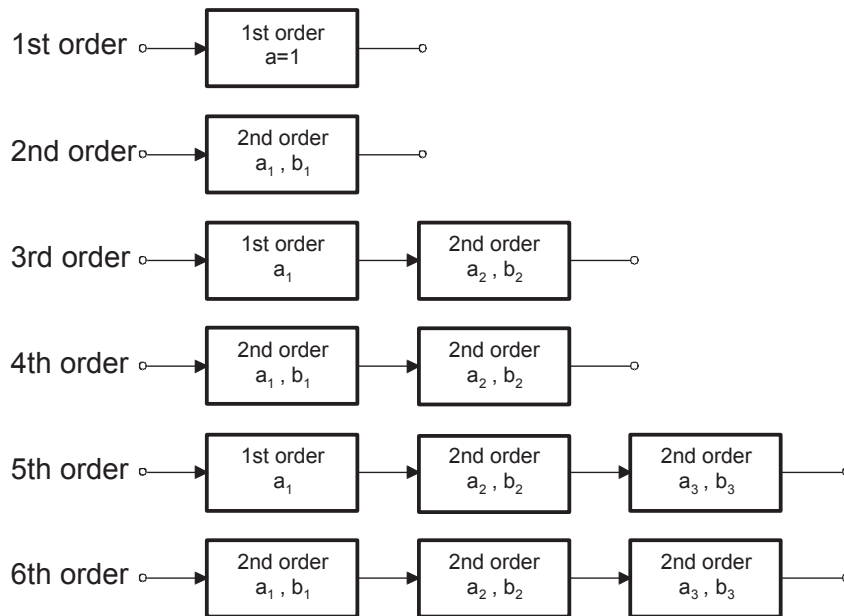 1st order
1st order
a=1
2nd order
2nd order
a₁ , b₁
3rd order
1st order
a₁
2nd order
a₂ , b₂
4th order
2nd order
a₁ , b₁
2nd order
a₂ , b₂
5th order
1st order
a₁
2nd order
a₂ , b₂
2nd order
a₃ , b₃
6th order
2nd order
a₁ , b₁
2nd order
a₂ , b₂
2nd order
a₃ , b₃